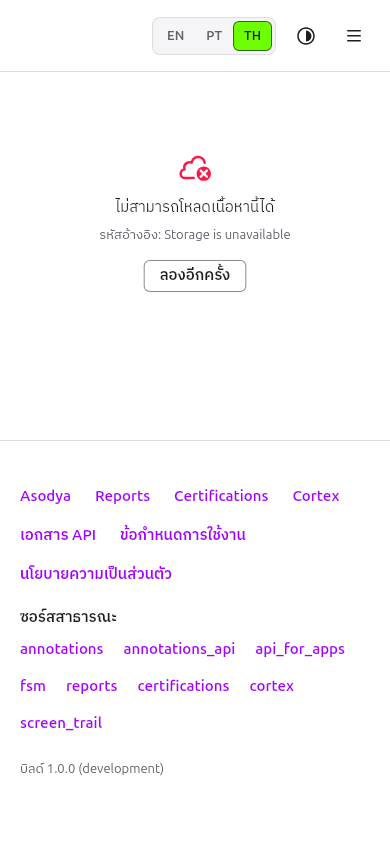 EN PT TH
ไม่สามารถโหลดเนื้อหานี้ได้
รหัสอ้างอิง: Storage is unavailable
ลองอีกครั้ง
Asodya Reports Certifications Cortex
เอกสาร API ข้อกำหนดการใช้งาน
นโยบายความเป็นส่วนตัว
ซอร์สสาธารณะ
annotations annotations_api api_for_apps
fsm reports certifications cortex
screen_trail
บิลด์ 1.0.0 (development)